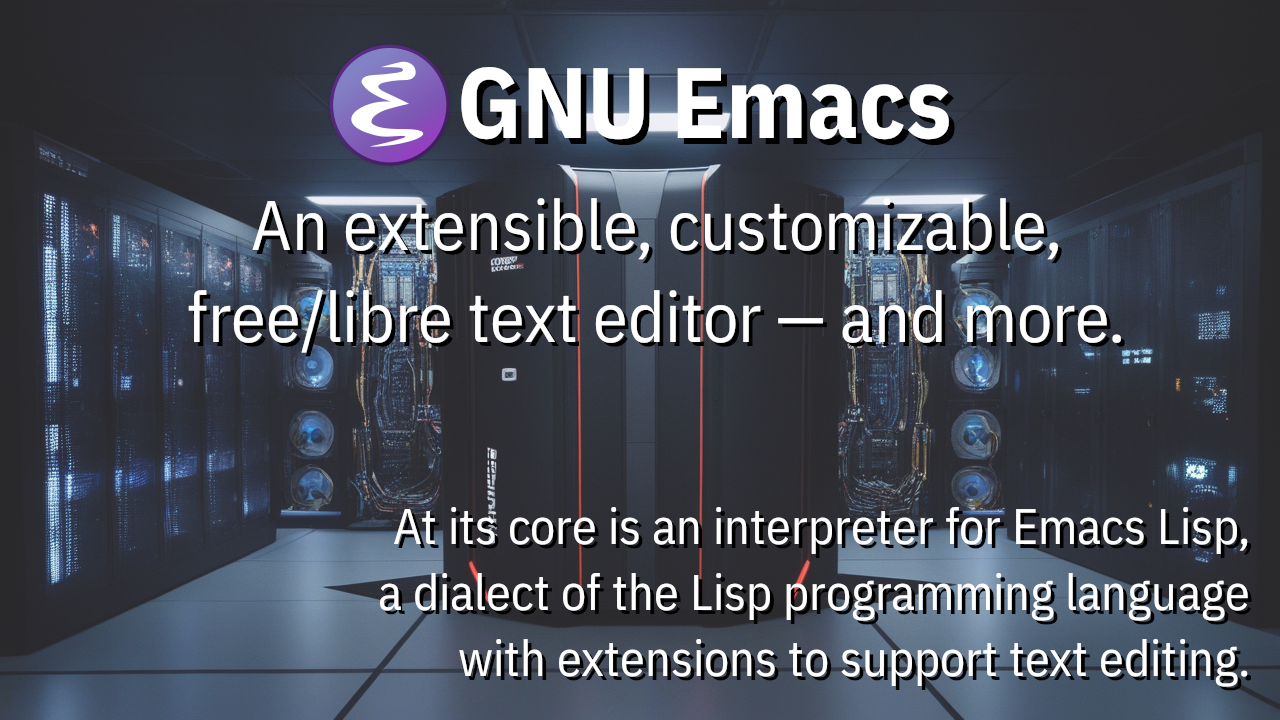 GNU Emacs
An extensible, customizable,
free/libre text editor — and more.
At its core is an interpreter for Emacs Lisp,
a dialect of the Lisp programming language
with extensions to support text editing.